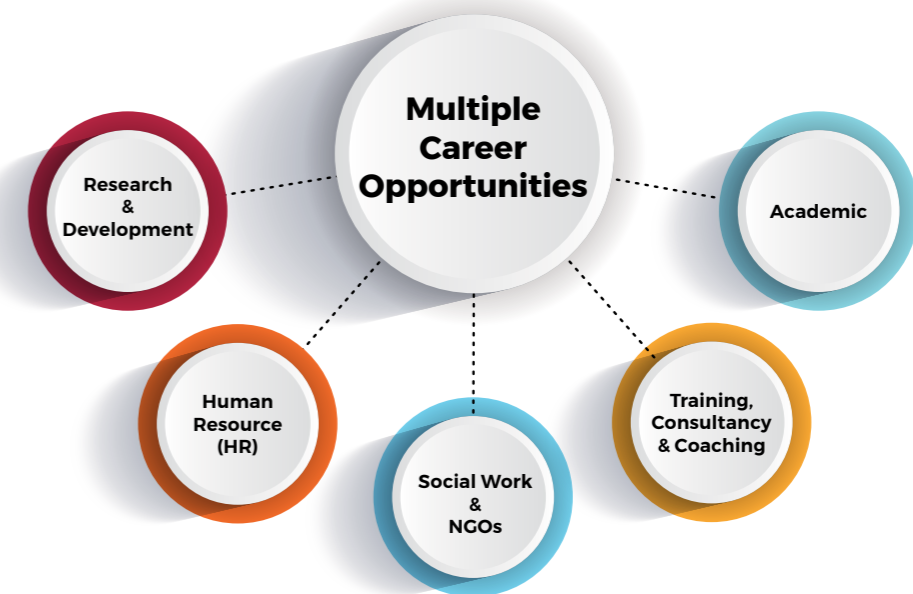 Multiple
Career
Opportunities
Research
&
Development
Human
Resource
(HR)
Social Work
&
NGOs
Training,
Consultancy
& Coaching
Academic